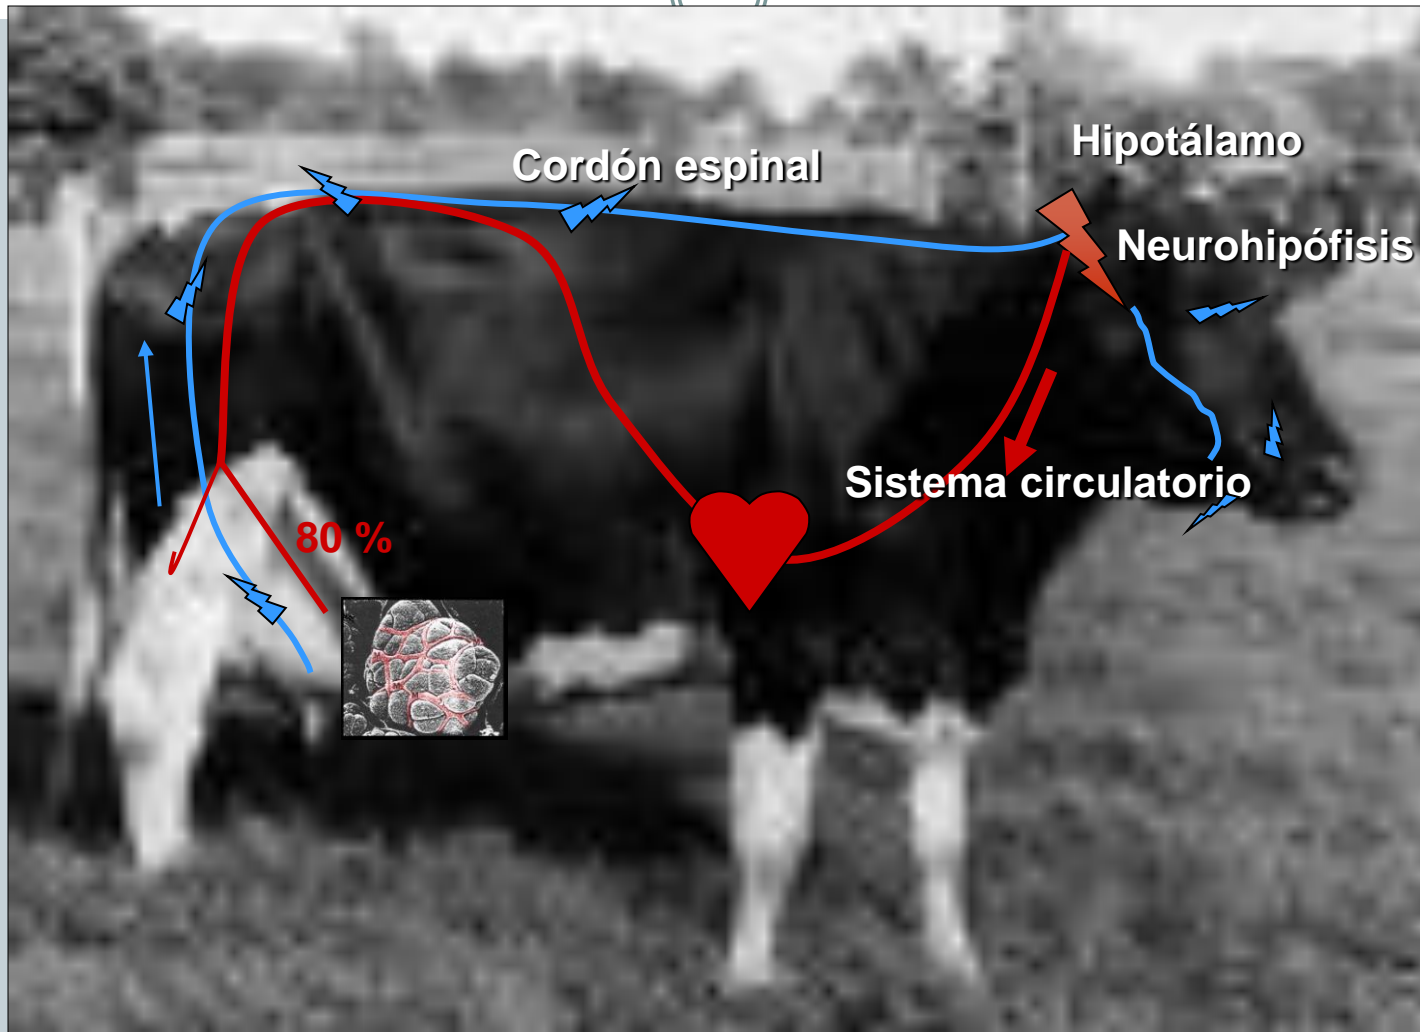 Hipotálamo
Cordón espinal
Neurohipófisis
Sistema circulatorio
80 %